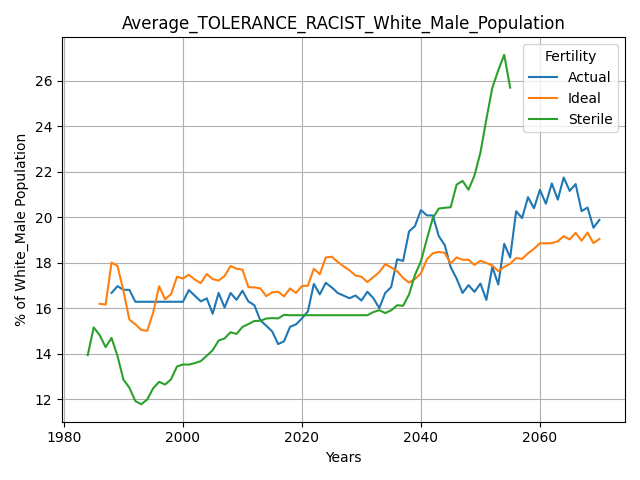 Average_TOLERANCE_RACIST_White_Male_Population
Fertility
Actual
Ideal
Sterile
% of White_Male Population
26
24
22
20
18
16
14
12
1980 2000 2020 2040 2060
Years